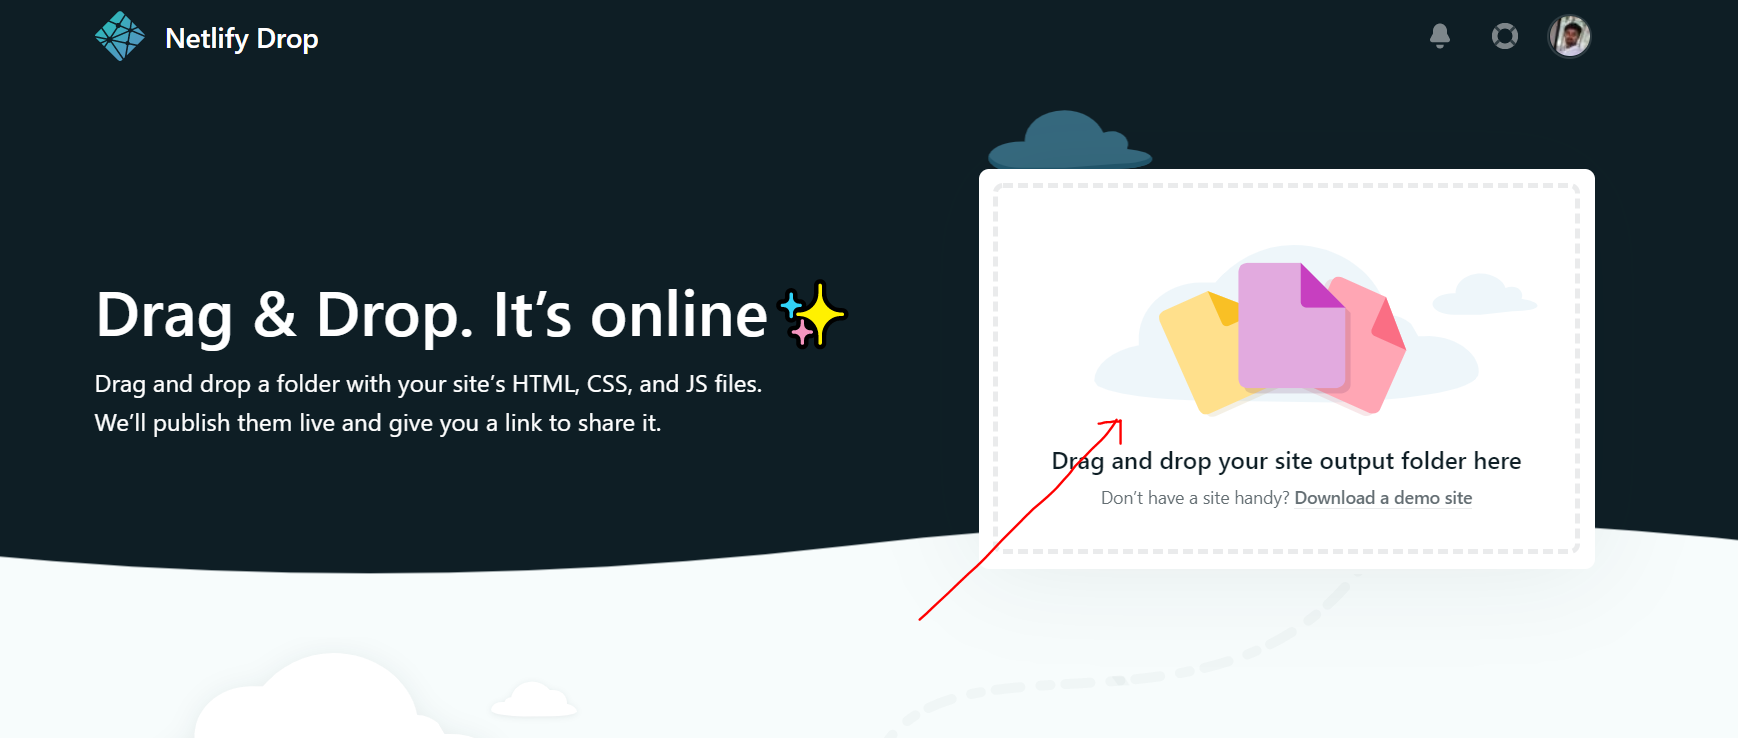 Netlify Drop
Drag & Drop. It’s online
Drag and drop a folder with your site’s HTML, CSS, and JS files.
We’ll publish them live and give you a link to share it.
Drag and drop your site output folder here
Don’t have a site handy? Download a demo site